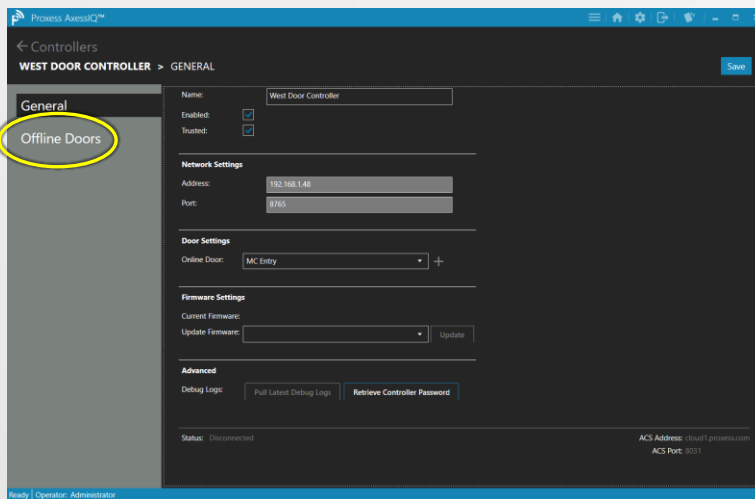 Proxess AxessIQ™
Controllers
WEST DOOR CONTROLLER > GENERAL
Save
General
Offline Doors
Name: West Door Controller
Enabled:
Trusted:
Network Settings
Address: 192.168.1.48
Port: 8765
Door Settings
Online Door: MC Entry
Firmware Settings
Current Firmware:
Update Firmware: Update
Advanced
Debug Logs: Pull Latest Debug Logs Retrieve Controller Password
Status: Disconnected ACS Address: cloud1.proxess.com
ACS Port: 8031
Ready Operator: Administrator